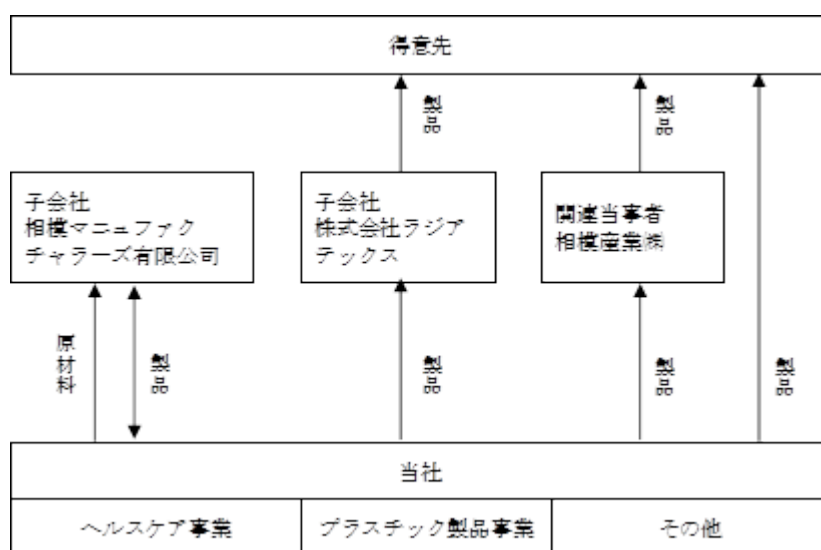 得意先
製品
製品
子会社
相模マニュファク
チャラーズ有限公司
子会社
株式会社ラジア
テックス
関連当事者
相模産業㈱
原材料
製品
製品
製品
製品
当社
ヘルスケア事業
プラスチック製品事業
その他